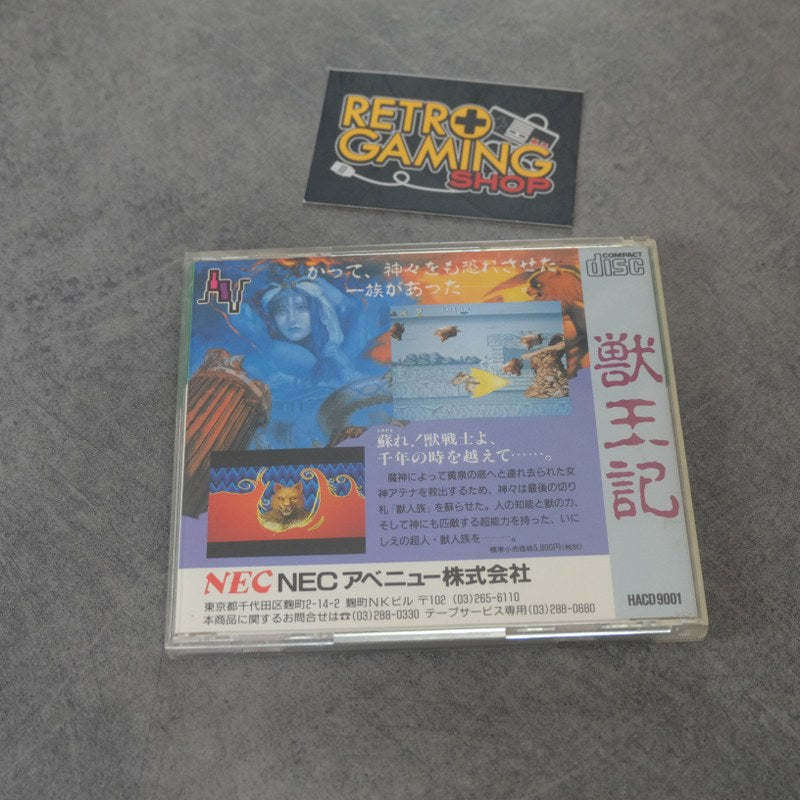 RETRO
GAMING
SHOP
かつて、神々をも恐れさせた
一族があった
COMPACT
disc
獣王記
蘇れ!獣戦士よ、
千年の時を越えて……。
魔神によって黄泉の底へと連れ去られた女
神アテナを救出するため、神々は最後の切り
札「獣人族」を蘇らせた。人の知能と獣の力、
そして神にも匹敵する超能力を持った、いに
しえの超人・獣人族を……。
標準小売価格5,800円(税別)
NEC NEC アベニュー株式会社
東京都千代田区麹町2-14-2 麹町NKビル 〒102 (03)265-6110
本商品に関するお問合せは☎(03)288-0330 テープサービス専用(03)288-0880
HACD9001